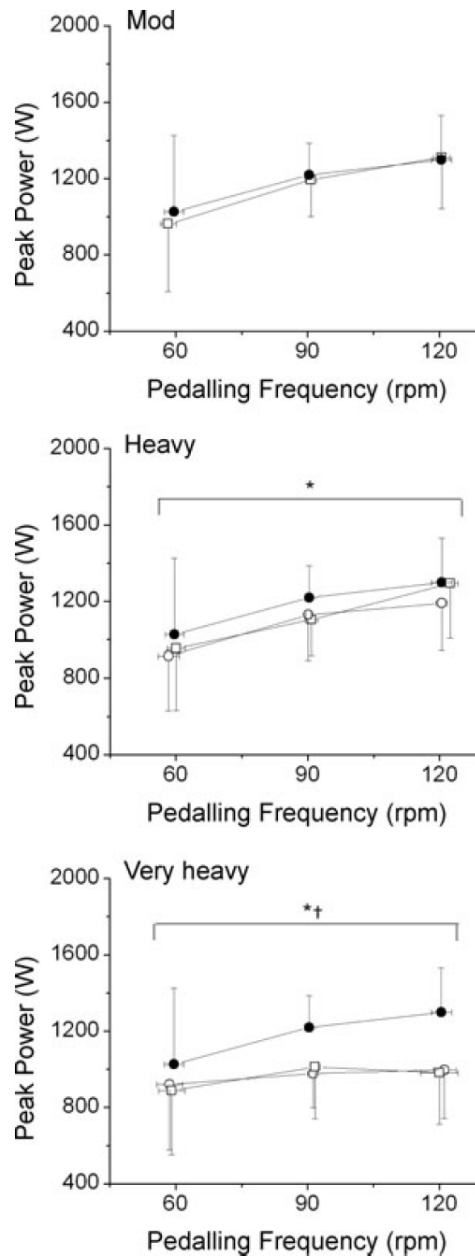 Mod
2000
1600
1200
800
400
Peak Power (W)
60 90 120
Pedalling Frequency (rpm)
Heavy
*
2000
1600
1200
800
400
Peak Power (W)
60 90 120
Pedalling Frequency (rpm)
Very heavy
*†
2000
1600
1200
800
400
Peak Power (W)
60 90 120
Pedalling Frequency (rpm)